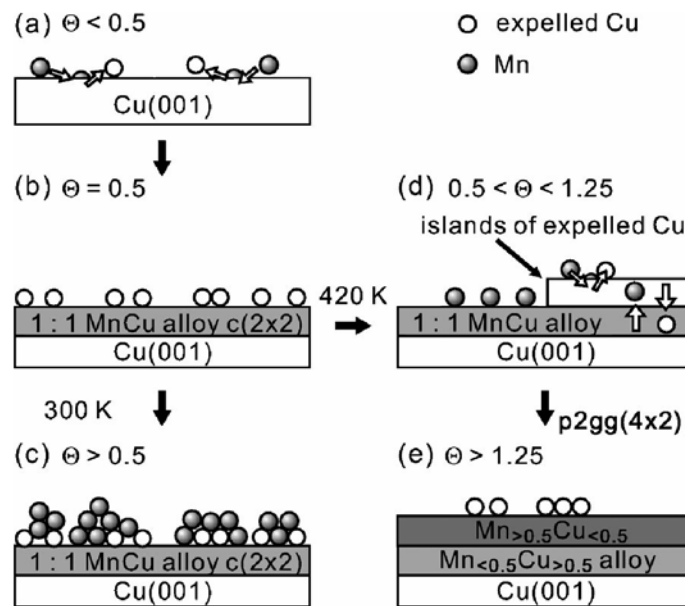 (a) Θ < 0.5
expelled Cu
Mn
Cu(001)
(b) Θ = 0.5
1 : 1 MnCu alloy c(2x2)
Cu(001)
420 K
(d) 0.5 < Θ < 1.25
islands of expelled Cu
1 : 1 MnCu alloy
Cu(001)
300 K
p2gg(4x2)
(c) Θ > 0.5
1 : 1 MnCu alloy c(2x2)
Cu(001)
(e) Θ > 1.25
Mn>0.5Cu<0.5
Mn<0.5Cu>0.5 alloy
Cu(001)